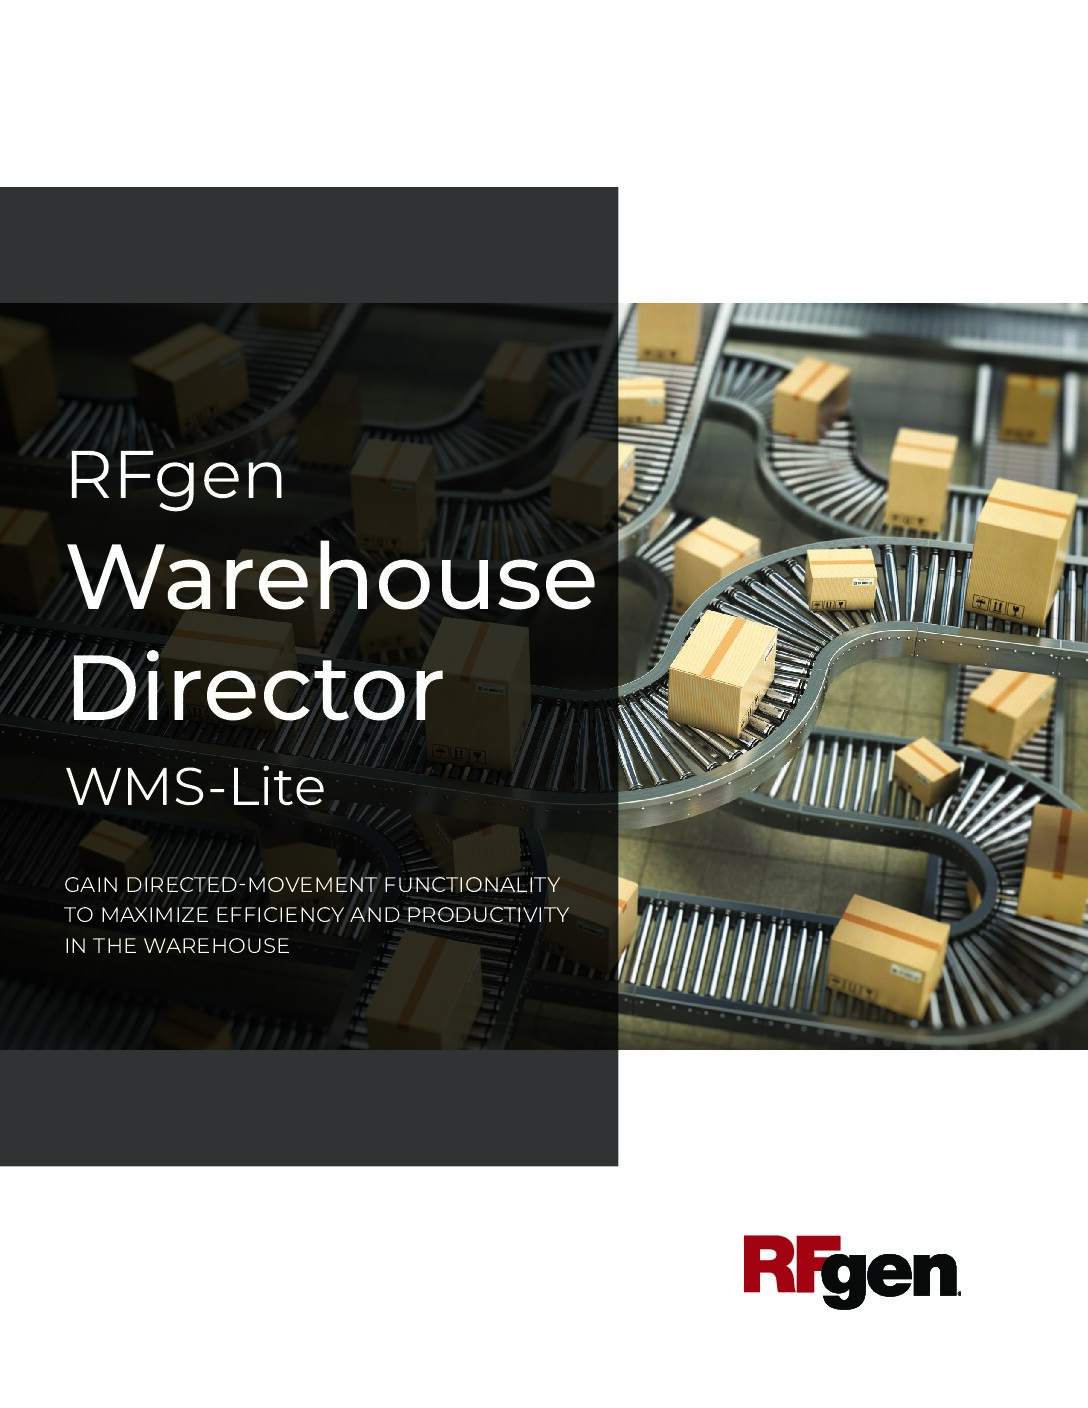 RFgen
Warehouse
Director
WMS-Lite
GAIN DIRECTED-MOVEMENT FUNCTIONALITY
TO MAXIMIZE EFFICIENCY AND PRODUCTIVITY
IN THE WAREHOUSE
RFgen